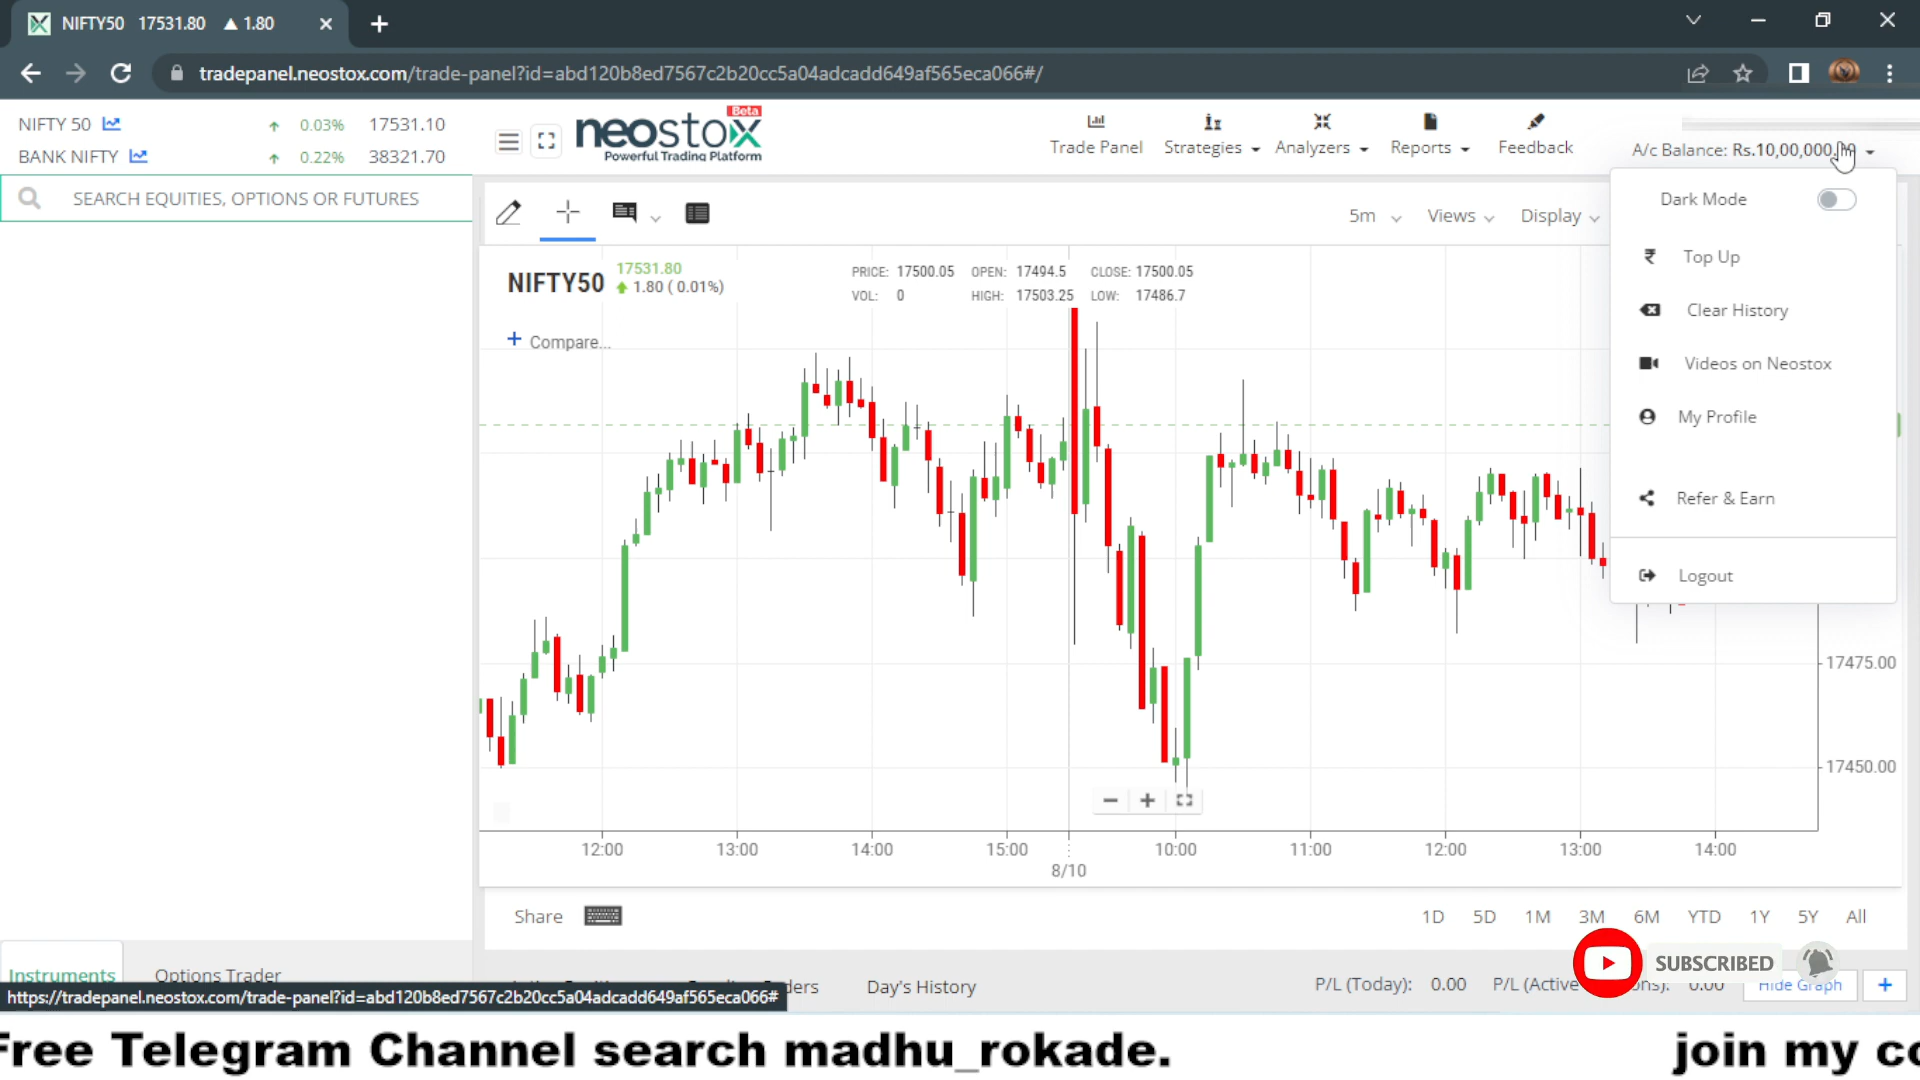 NIFTY50 17531.80 ▲ 1.80
tradepanel.neostox.com/trade-panel?id=abd120b8ed7567c2b20cc5a04adcadd649af565eca066#/
NIFTY 50 0.03% 17531.10
BANK NIFTY 0.22% 38321.70
SEARCH EQUITIES, OPTIONS OR FUTURES
neostox Beta
Powerful Trading Platform
Trade Panel Strategies Analyzers Reports Feedback
A/c Balance: Rs.10,00,000
Dark Mode
₹ Top Up
Clear History
Videos on Neostox
My Profile
Refer & Earn
Logout
5m Views Display
NIFTY50 17531.80
1.80 ( 0.01%)
PRICE: 17500.05 OPEN: 17494.5 CLOSE: 17500.05
VOL: 0 HIGH: 17503.25 LOW: 17486.7
+ Compare...
17475.00
17450.00
12:00 13:00 14:00 15:00 10:00 11:00 12:00 13:00 14:00
8/10
Share
1D 5D 1M 3M 6M YTD 1Y 5Y All
SUBSCRIBED
Instruments Options Trader
Day's History
P/L (Today): 0.00 P/L (Active 0.00
Hide Graph +
https://tradepanel.neostox.com/trade-panel?id=abd120b8ed7567c2b20cc5a04adcadd649af565eca066#
Free Telegram Channel search madhu_rokade. join my co